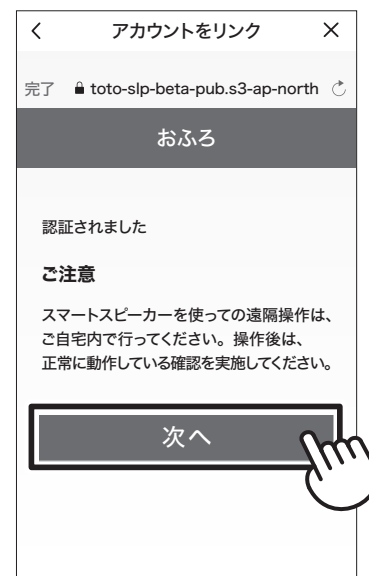 アカウントをリンク
完了 toto-slp-beta-pub.s3-ap-north
おふろ
認証されました
ご注意
スマートスピーカーを使っての遠隔操作は、
ご自宅内で行ってください。操作後は、
正常に動作している確認を実施してください。
次へ